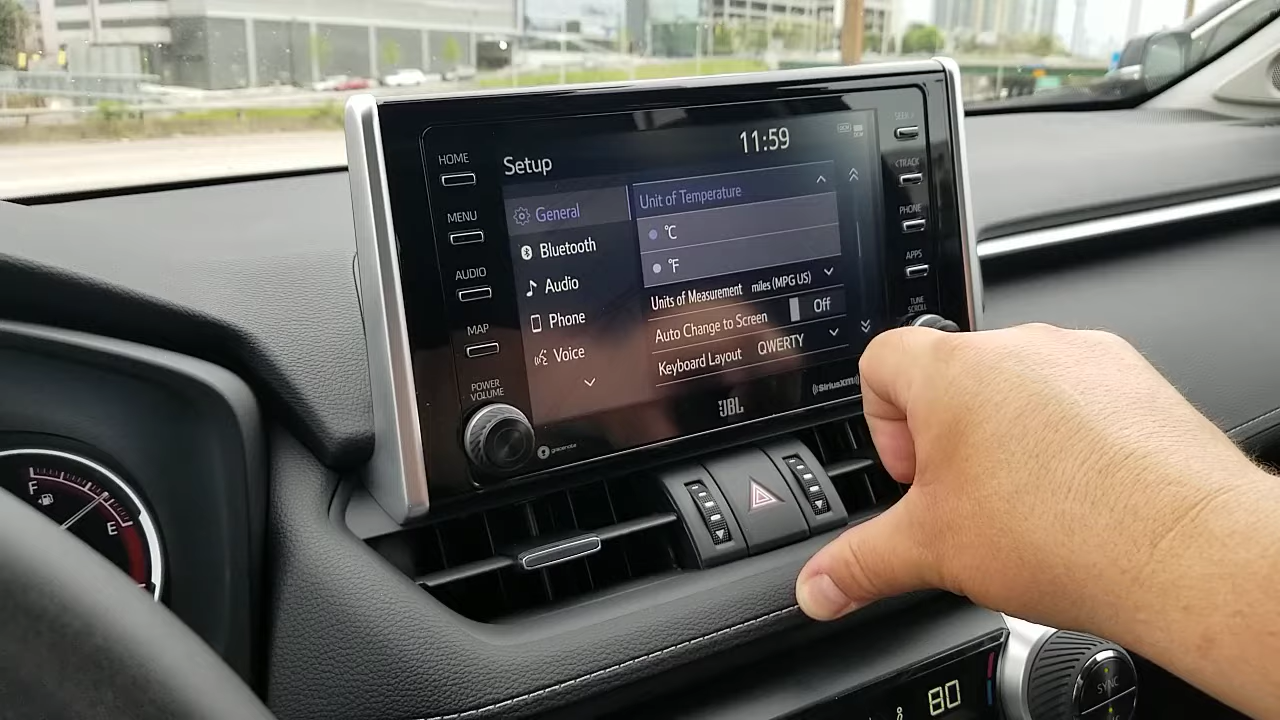 11:59
HOME
Setup
SEEK >
Unit of Temperature
General
<TRACK
MENU
°C
Bluetooth
PHONE
°F
AUDIO
Audio
Units of Measurement miles (MPG US)
APPS
MAP
Phone
Auto Change to Screen Off
TUNE
SCROLL
Voice
Keyboard Layout QWERTY
POWER
VOLUME
JBL
SiriusXM
gracenote
F
E
80
SYNC